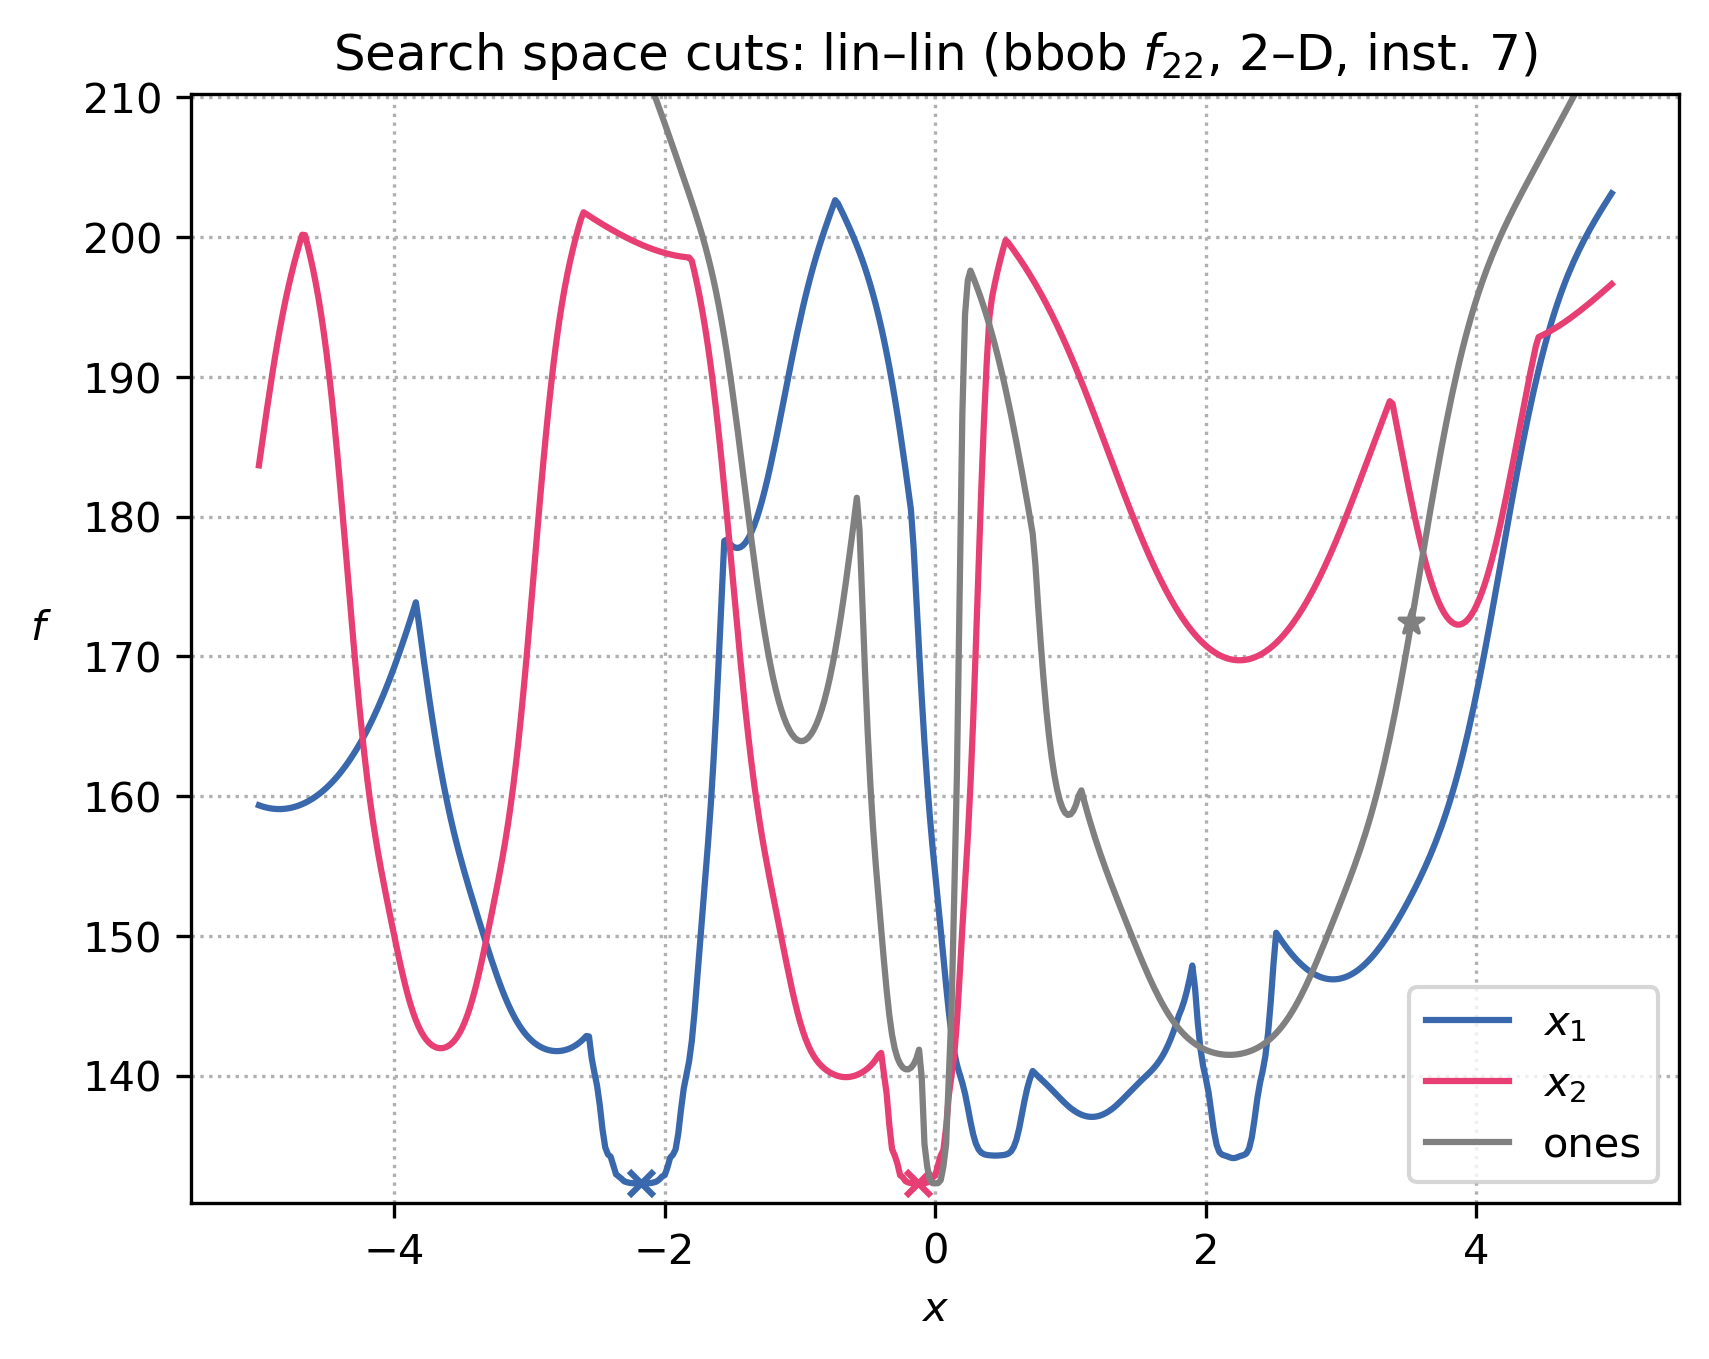 Search space cuts: lin–lin (bbob f₂₂, 2–D, inst. 7)
210
200
190
180
170
160
150
140
f
−4 −2 0 2 4
x
x₁
x₂
ones